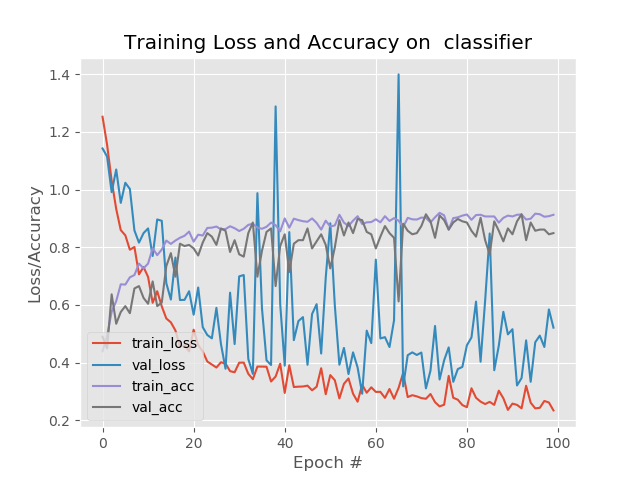 Training Loss and Accuracy on  classifier
1.4
1.2
1.0
0.8
0.6
0.4
0.2
Loss/Accuracy
train_loss
val_loss
train_acc
val_acc
0 20 40 60 80 100
Epoch #